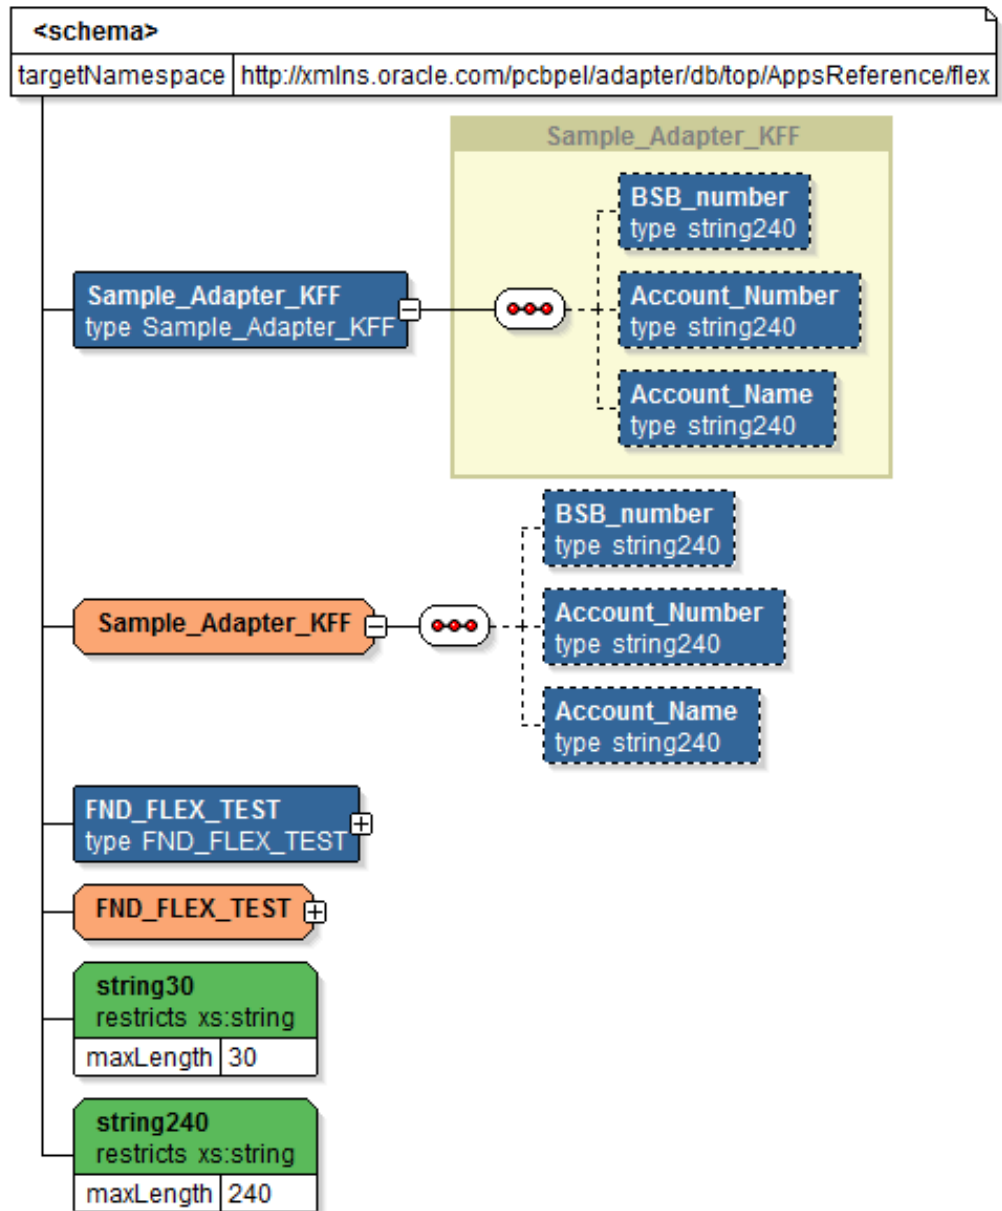 <schema>
targetNamespace http://xmlns.oracle.com/pcbpel/adapter/db/top/AppsReference/flex
Sample_Adapter_KFF
BSB_number
type string240
Sample_Adapter_KFF
type Sample_Adapter_KFF
Account_Number
type string240
Account_Name
type string240
BSB_number
type string240
Sample_Adapter_KFF
Account_Number
type string240
Account_Name
type string240
FND_FLEX_TEST
type FND_FLEX_TEST
FND_FLEX_TEST
string30
restricts xs:string
maxLength 30
string240
restricts xs:string
maxLength 240